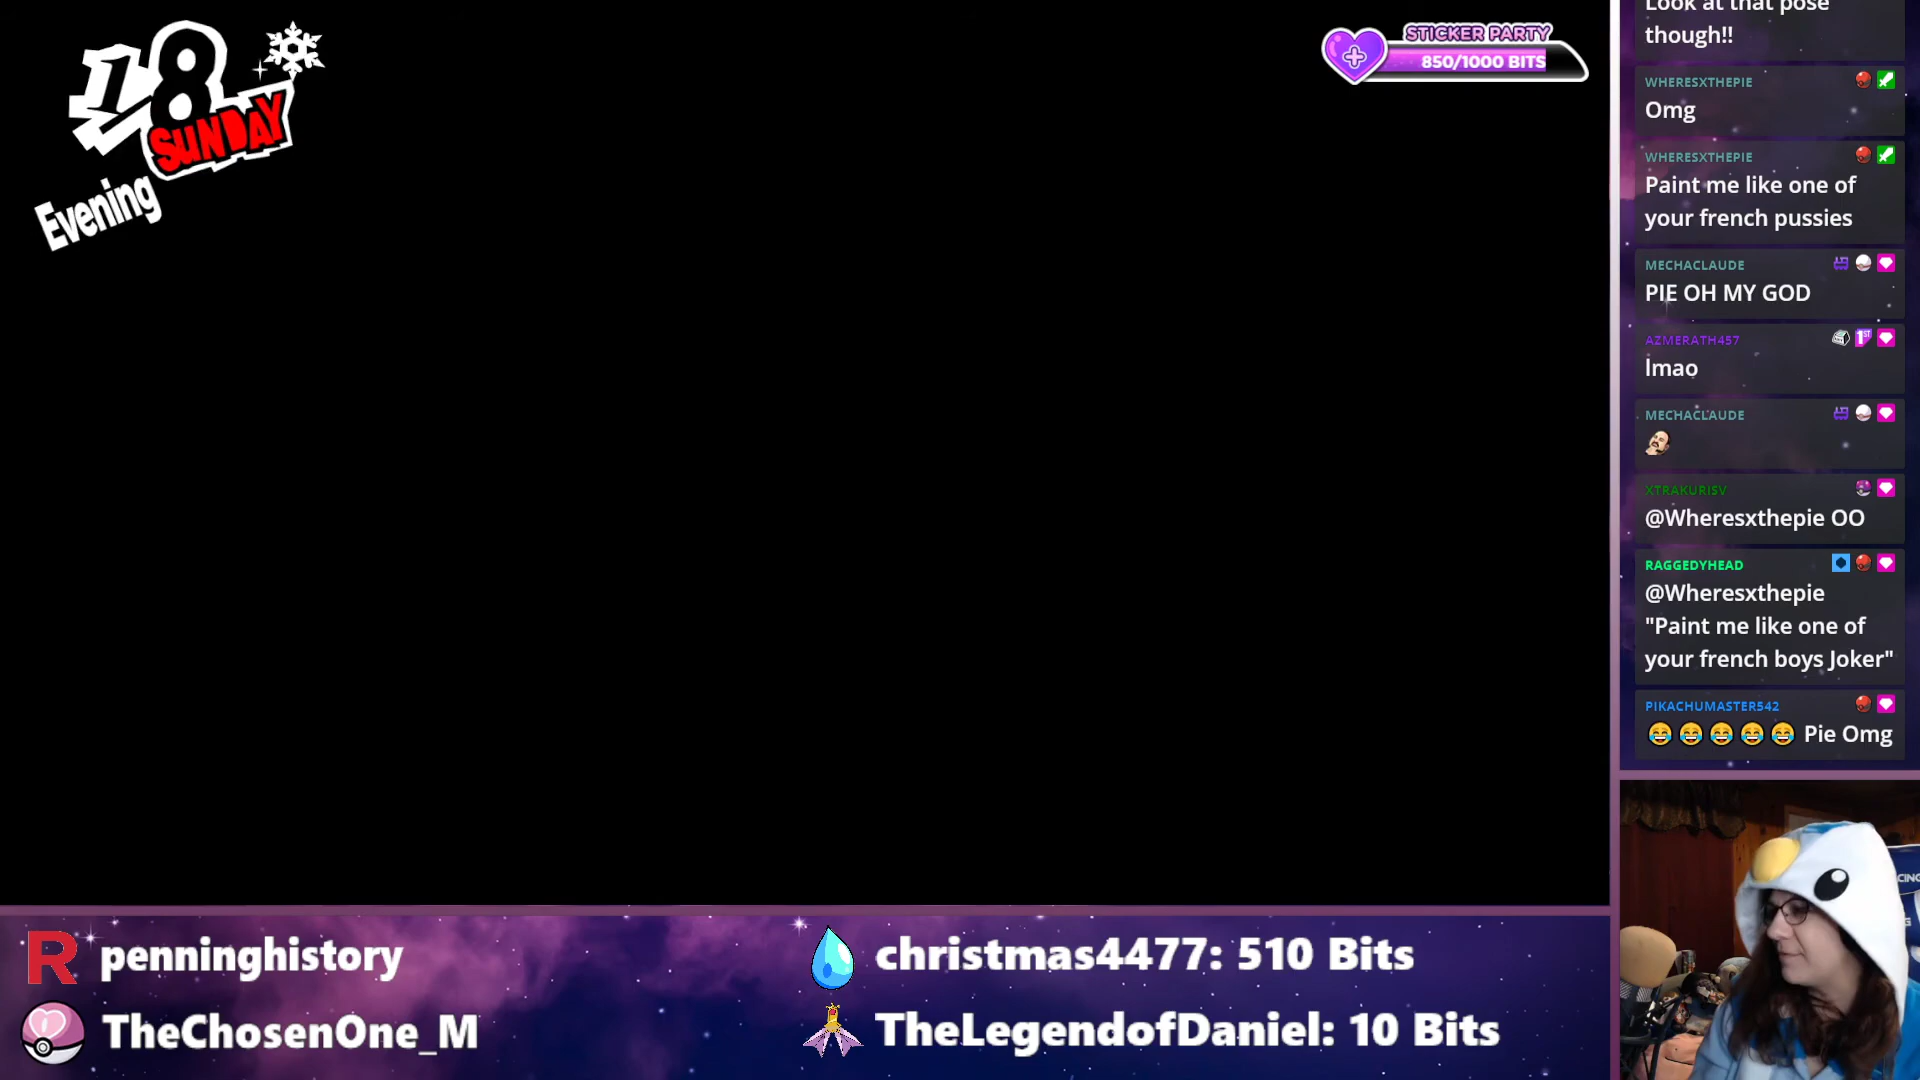 18
SUNDAY
Evening
STICKER PARTY
850/1000 BITS
Look at that pose
though!!
WHERESXTHEPIE
Omg
WHERESXTHEPIE
Paint me like one of
your french pussies
MECHACLAUDE
PIE OH MY GOD
AZMERATH457
1ST
lmao
MECHACLAUDE
XTRAKURISV
@Wheresxthepie OO
RAGGEDYHEAD
@Wheresxthepie
"Paint me like one of
your french boys Joker"
PIKACHUMASTER542
😂 😂 😂 😂 😂 Pie Omg
R penninghistory
TheChosenOne_M
christmas4477: 510 Bits
TheLegendofDaniel: 10 Bits